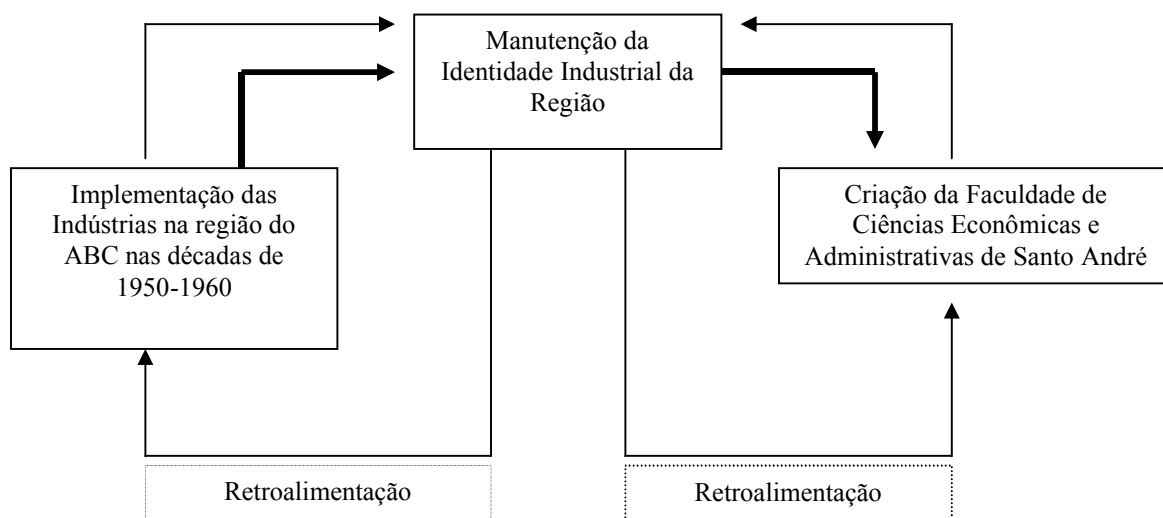 Manutenção da
Identidade Industrial da
Região
Implementação das
Indústrias na região do
ABC nas décadas de
1950-1960
Criação da Faculdade de
Ciências Econômicas e
Administrativas de Santo André
Retroalimentação
Retroalimentação